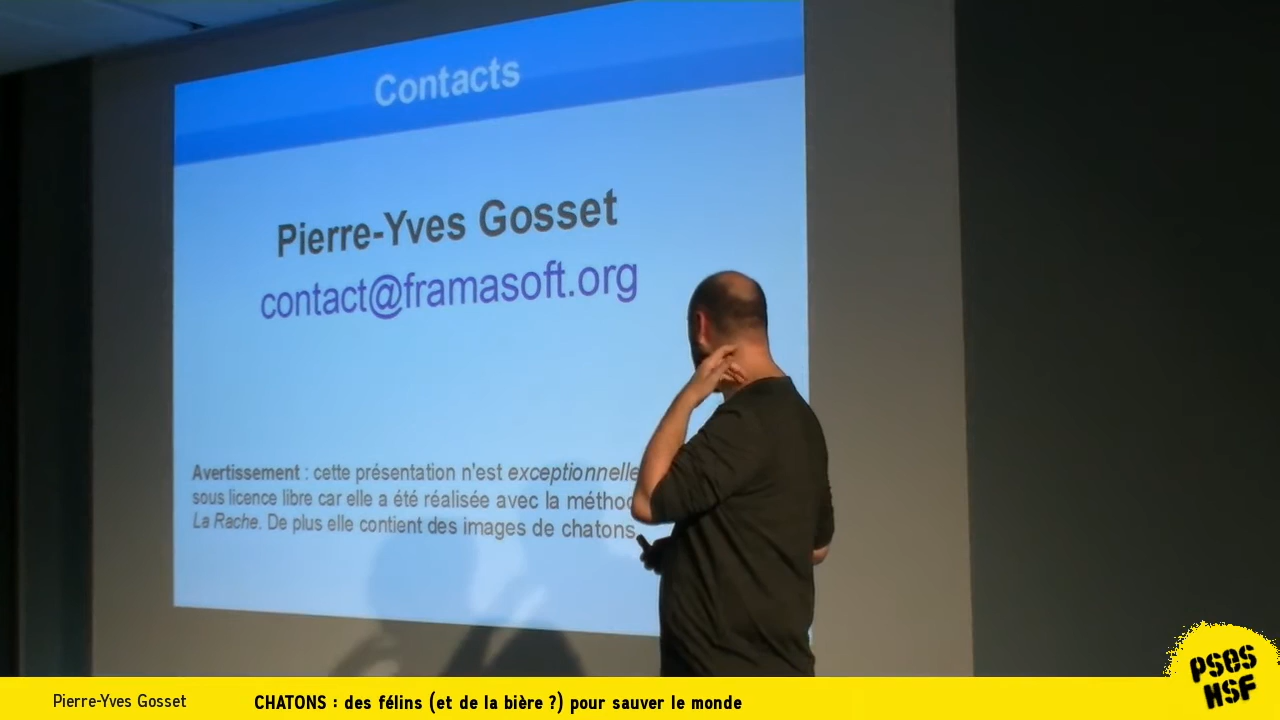 Contacts
Pierre-Yves Gosset
contact@framasoft.org
Avertissement : cette présentation n'est exceptionnelle
sous licence libre car elle a été réalisée avec la
La Rache. De plus elle contient des images de chatons.
PSES
HSF
Pierre-Yves Gosset
CHATONS : des félins (et de la bière ?) pour sauver le monde